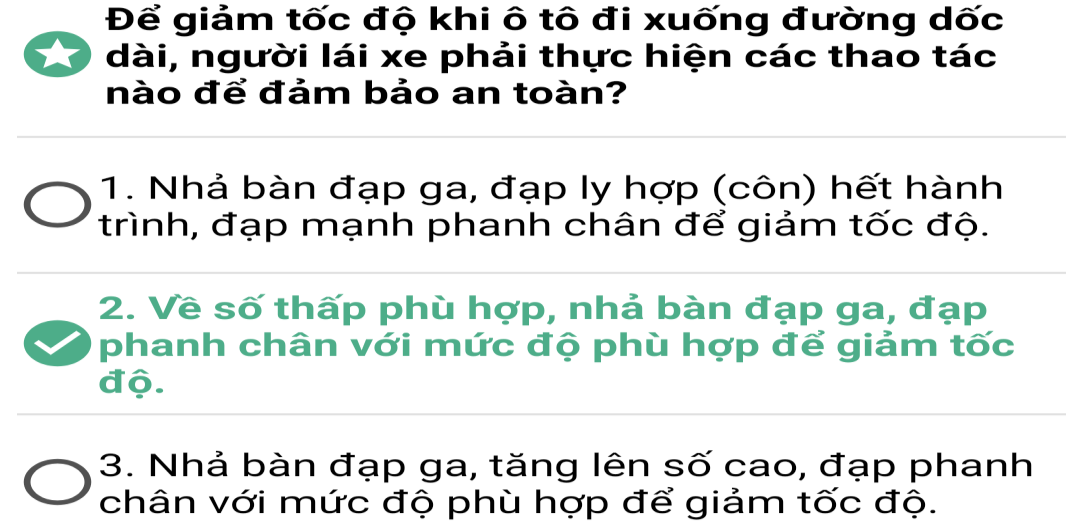 Để giảm tốc độ khi ô tô đi xuống đường dốc
dài, người lái xe phải thực hiện các thao tác
nào để đảm bảo an toàn?
1. Nhả bàn đạp ga, đạp ly hợp (côn) hết hành
trình, đạp mạnh phanh chân để giảm tốc độ.
2. Về số thấp phù hợp, nhả bàn đạp ga, đạp
phanh chân với mức độ phù hợp để giảm tốc
độ.
3. Nhả bàn đạp ga, tăng lên số cao, đạp phanh
chân với mức độ phù hợp để giảm tốc độ.